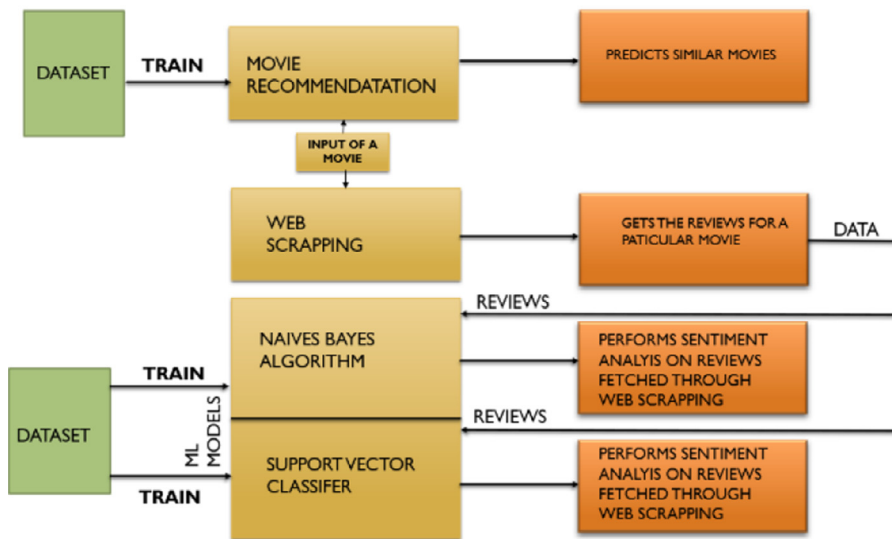 DATASET
TRAIN
MOVIE
RECOMMENDATATION
PREDICTS SIMILAR MOVIES
INPUT OF A
MOVIE
WEB
SCRAPPING
GETS THE REVIEWS FOR A
PATICULAR MOVIE
DATA
REVIEWS
NAIVES BAYES
ALGORITHM
PERFORMS SENTIMENT
ANALYIS ON REVIEWS
FETCHED THROUGH
WEB SCRAPPING
TRAIN
DATASET
ML
MODELS
REVIEWS
TRAIN
SUPPORT VECTOR
CLASSIFER
PERFORMS SENTIMENT
ANALYIS ON REVIEWS
FETCHED THROUGH
WEB SCRAPPING